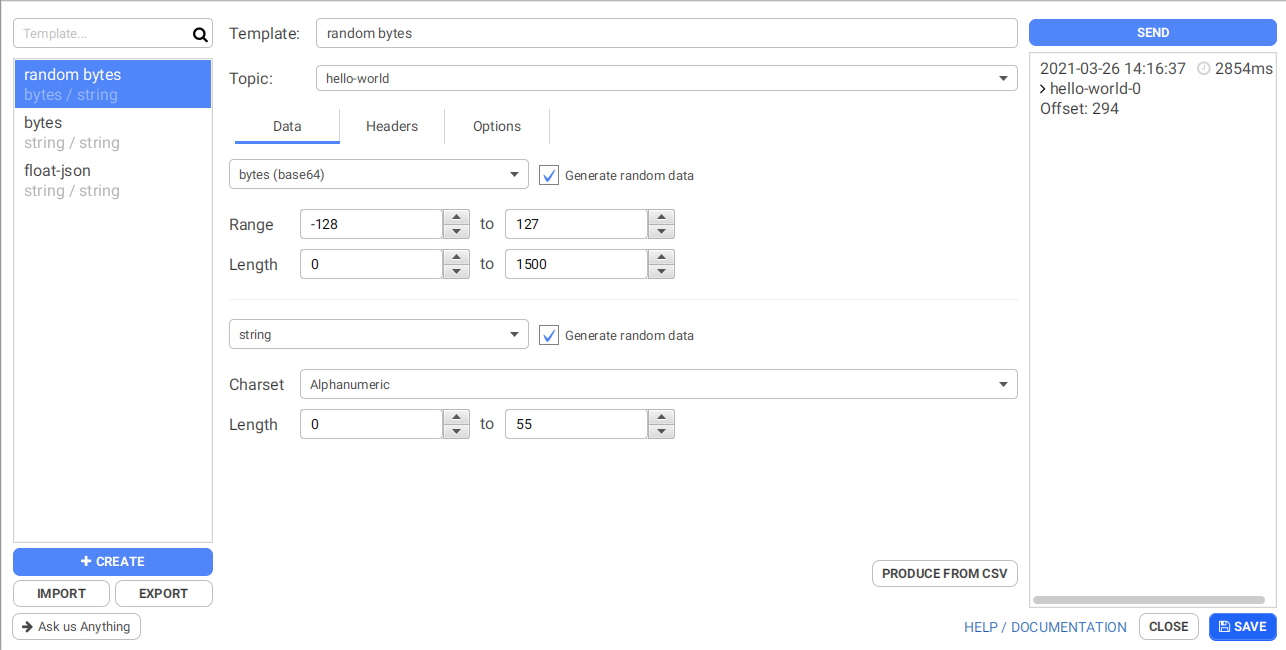 Template...
random bytes
bytes / string
bytes
string / string
float-json
string / string
+ CREATE
IMPORT EXPORT
Ask us Anything
Template: random bytes
Topic: hello-world
Data Headers Options
bytes (base64) Generate random data
Range -128 to 127
Length 0 to 1500
string Generate random data
Charset Alphanumeric
Length 0 to 55
PRODUCE FROM CSV
SEND
2021-03-26 14:16:37 2854ms
> hello-world-0
Offset: 294
HELP / DOCUMENTATION CLOSE SAVE